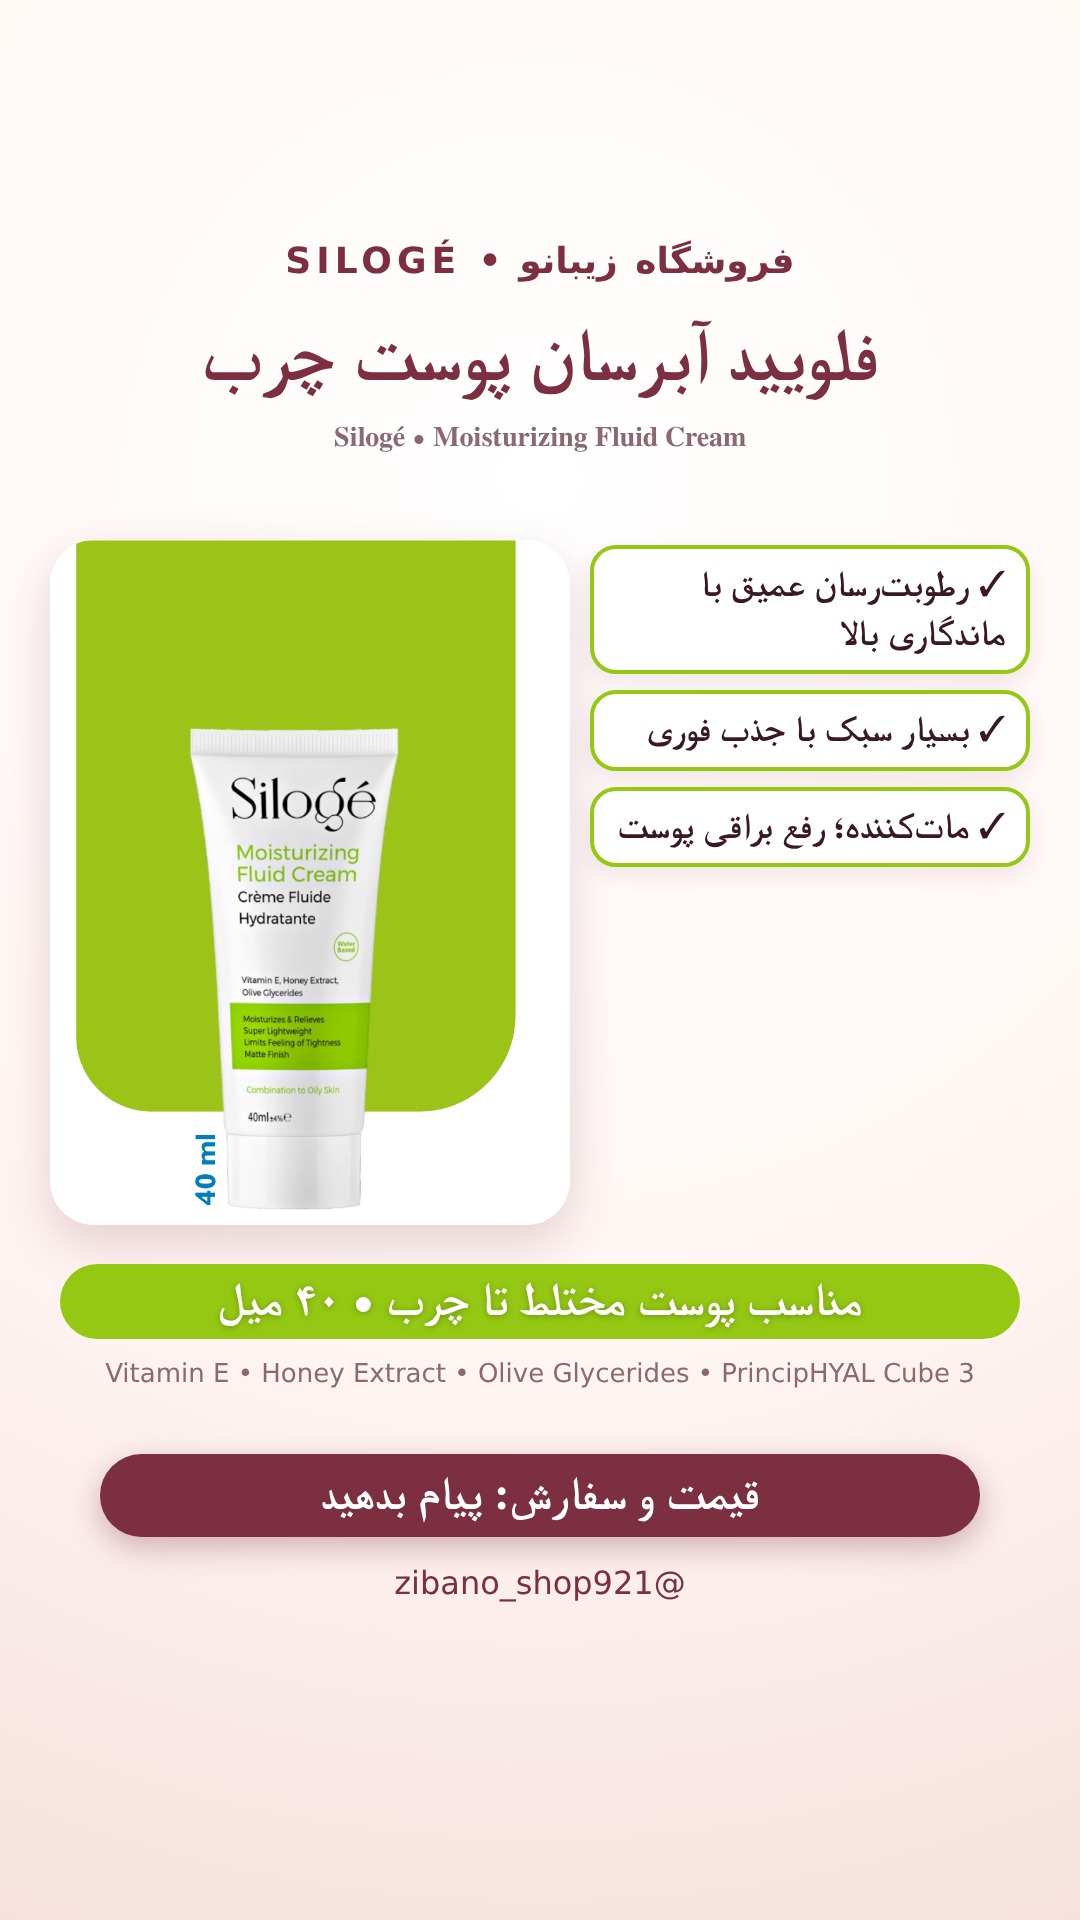 فروشگاه زیبانو • SILOGÉ
فلویید آبرسان پوست چرب
Silogé • Moisturizing Fluid Cream
✓ رطوبت‌رسان عمیق با
ماندگاری بالا
✓ بسیار سبک با جذب فوری
✓ مات‌کننده؛ رفع براقی پوست
Silogé
Moisturizing
Fluid Cream
Crème Fluide
Hydratante
Water
Based
Vitamin E, Honey Extract,
Olive Glycerides
Moisturizes & Relieves
Super Lightweight
Limits Feeling of Tightness
Matte Finish
Combination to Oily Skin
40ml±4%℮
40 ml
مناسب پوست مختلط تا چرب • ۴۰ میل
Vitamin E • Honey Extract • Olive Glycerides • PrincipHYAL Cube 3
قیمت و سفارش: پیام بدهید
zibano_shop921@